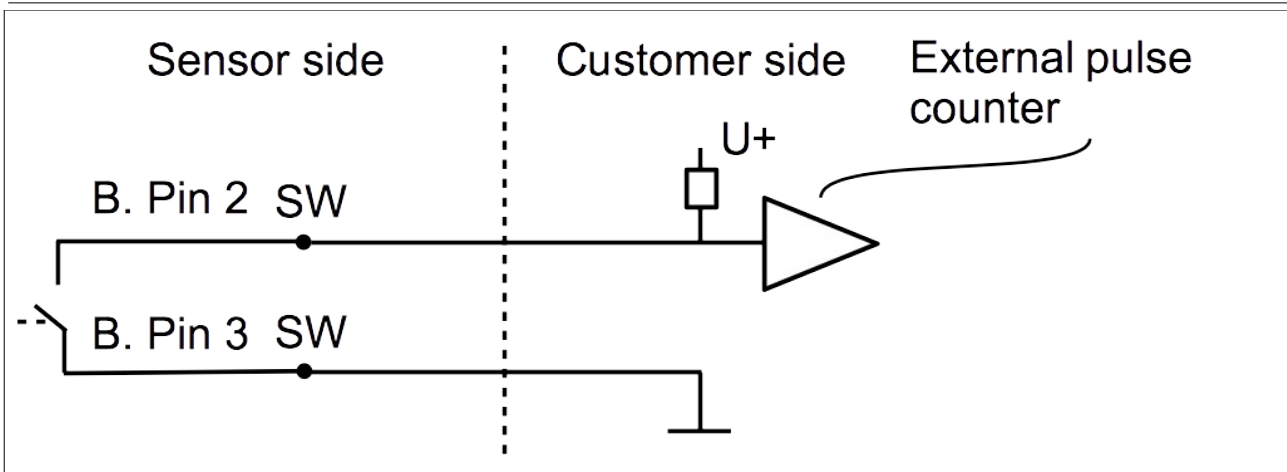 Sensor side
Customer side
External pulse
counter
U+
B. Pin 2 SW
B. Pin 3 SW